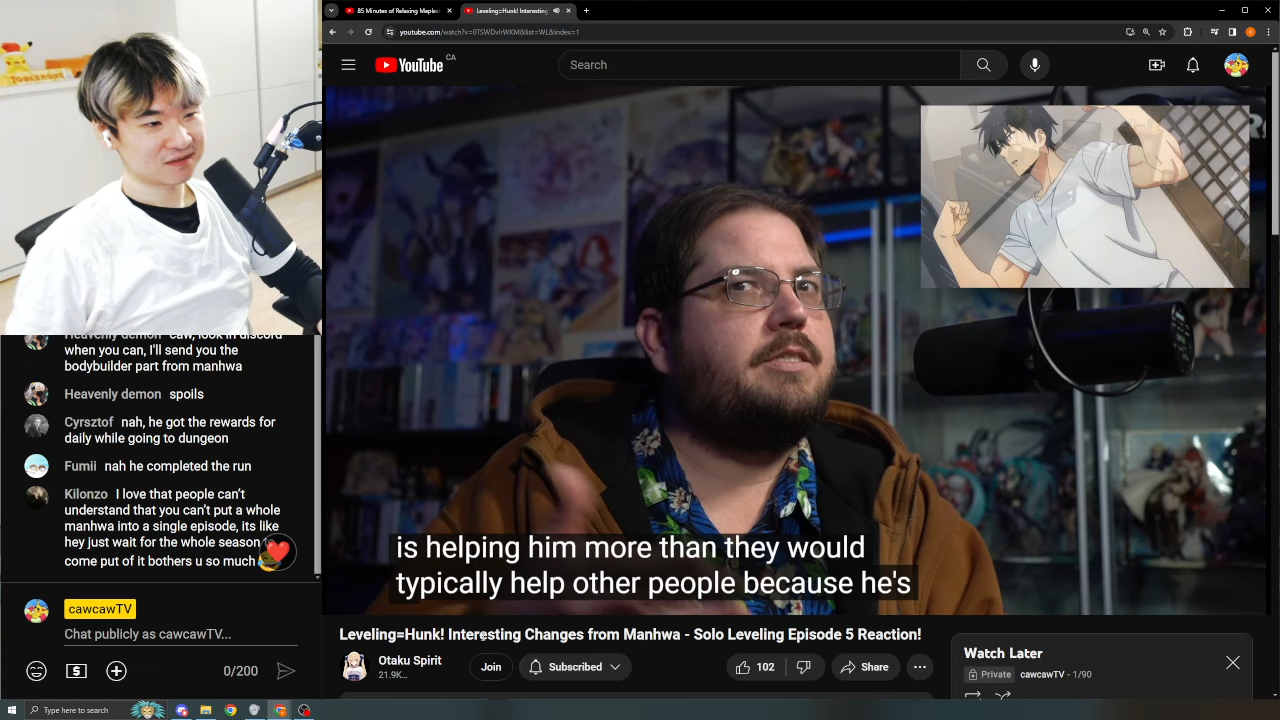 85 Minutes of Relaxing Maples
Leveling=Hunk! Interesting
youtube.com/watch?v=0TSWDvIrWKM&list=WL&index=1
YouTube CA
Search
TOBLERONE
is helping him more than they would
typically help other people because he's
Heavenly demon caw, look in discord
when you can, I'll send you the
bodybuilder part from manhwa
Heavenly demon spoils
Cyrsztof nah, he got the rewards for
daily while going to dungeon
Fumii nah he completed the run
Kilonzo I love that people can't
understand that you can't put a whole
manhwa into a single episode, its like
hey just wait for the whole season
come put of it bothers u so much
cawcawTV
Chat publicly as cawcawTV...
0/200
Leveling=Hunk! Interesting Changes from Manhwa - Solo Leveling Episode 5 Reaction!
Otaku Spirit
21.9K...
Join
Subscribed
102
Share
Watch Later
Private cawcawTV - 1/90
Type here to search